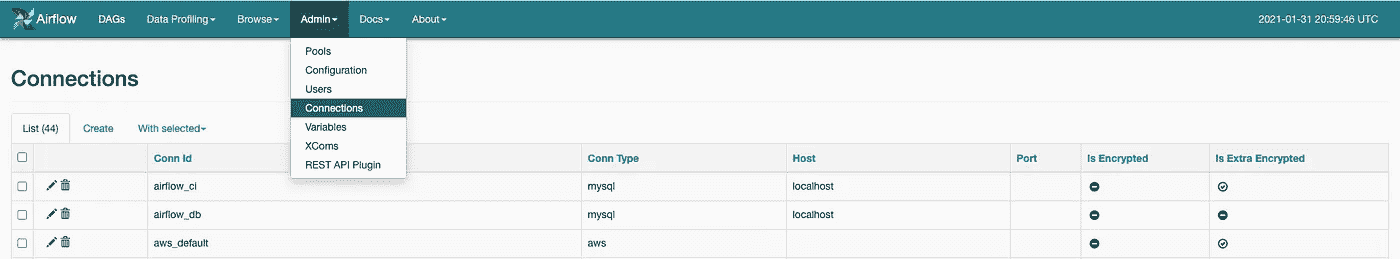 Airflow DAGs Data Profiling Browse Admin Docs About 2021-01-31 20:59:46 UTC
Pools
Configuration
Users
Connections
Variables
XComs
REST API Plugin
Connections
List (44) Create With selected
Conn Id Conn Type Host Port Is Encrypted Is Extra Encrypted
airflow_ci mysql localhost
airflow_db mysql localhost
aws_default aws